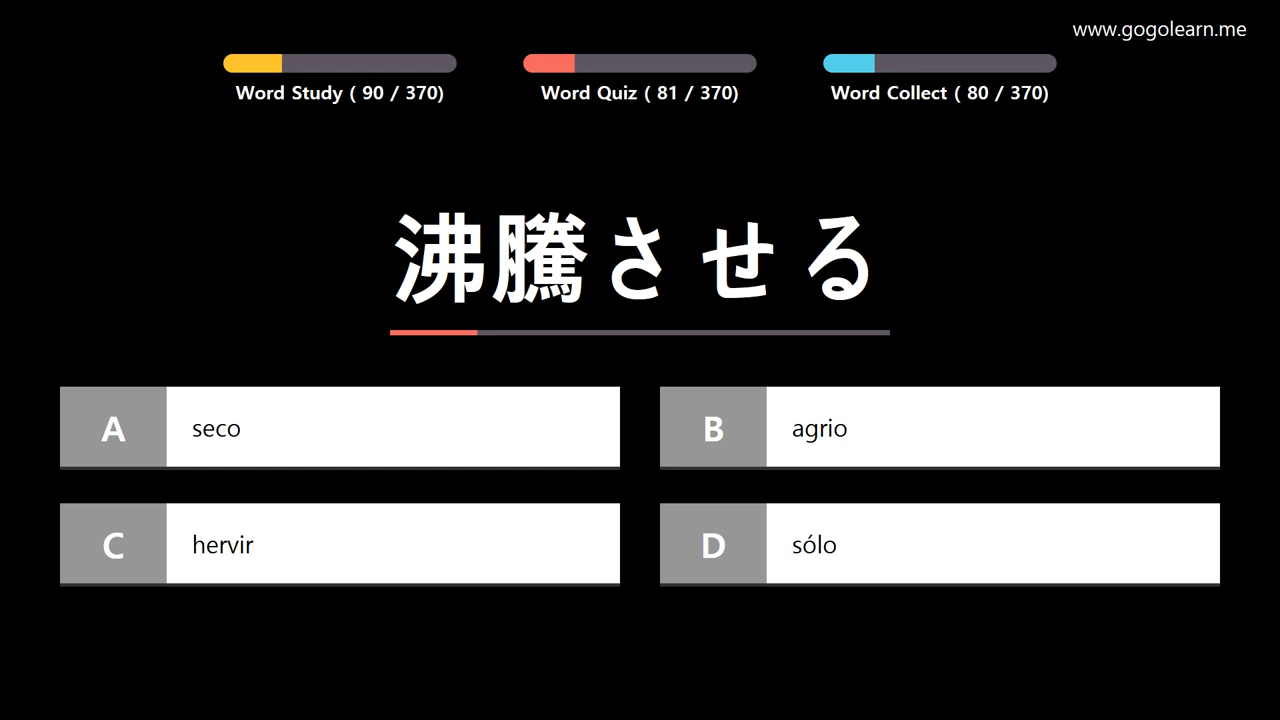 www.gogolearn.me
Word Study ( 90 / 370)
Word Quiz ( 81 / 370)
Word Collect ( 80 / 370)
沸騰させる
A seco
B agrio
C hervir
D sólo